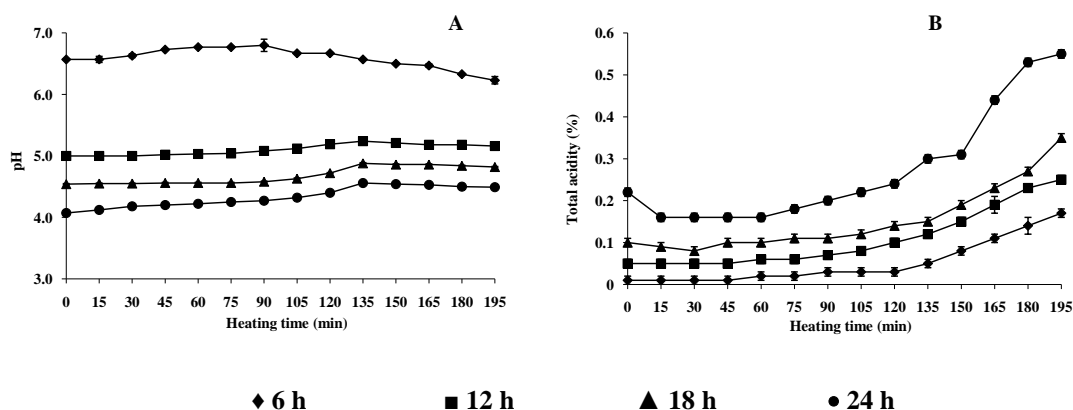 A
7.0
6.0
5.0
4.0
3.0
pH
0 15 30 45 60 75 90 105 120 135 150 165 180 195
Heating time (min)
B
0.6
0.5
0.4
0.3
0.2
0.1
0
Total acidity (%)
0 15 30 45 60 75 90 105 120 135 150 165 180 195
Heating time (min)
6 h 12 h 18 h 24 h